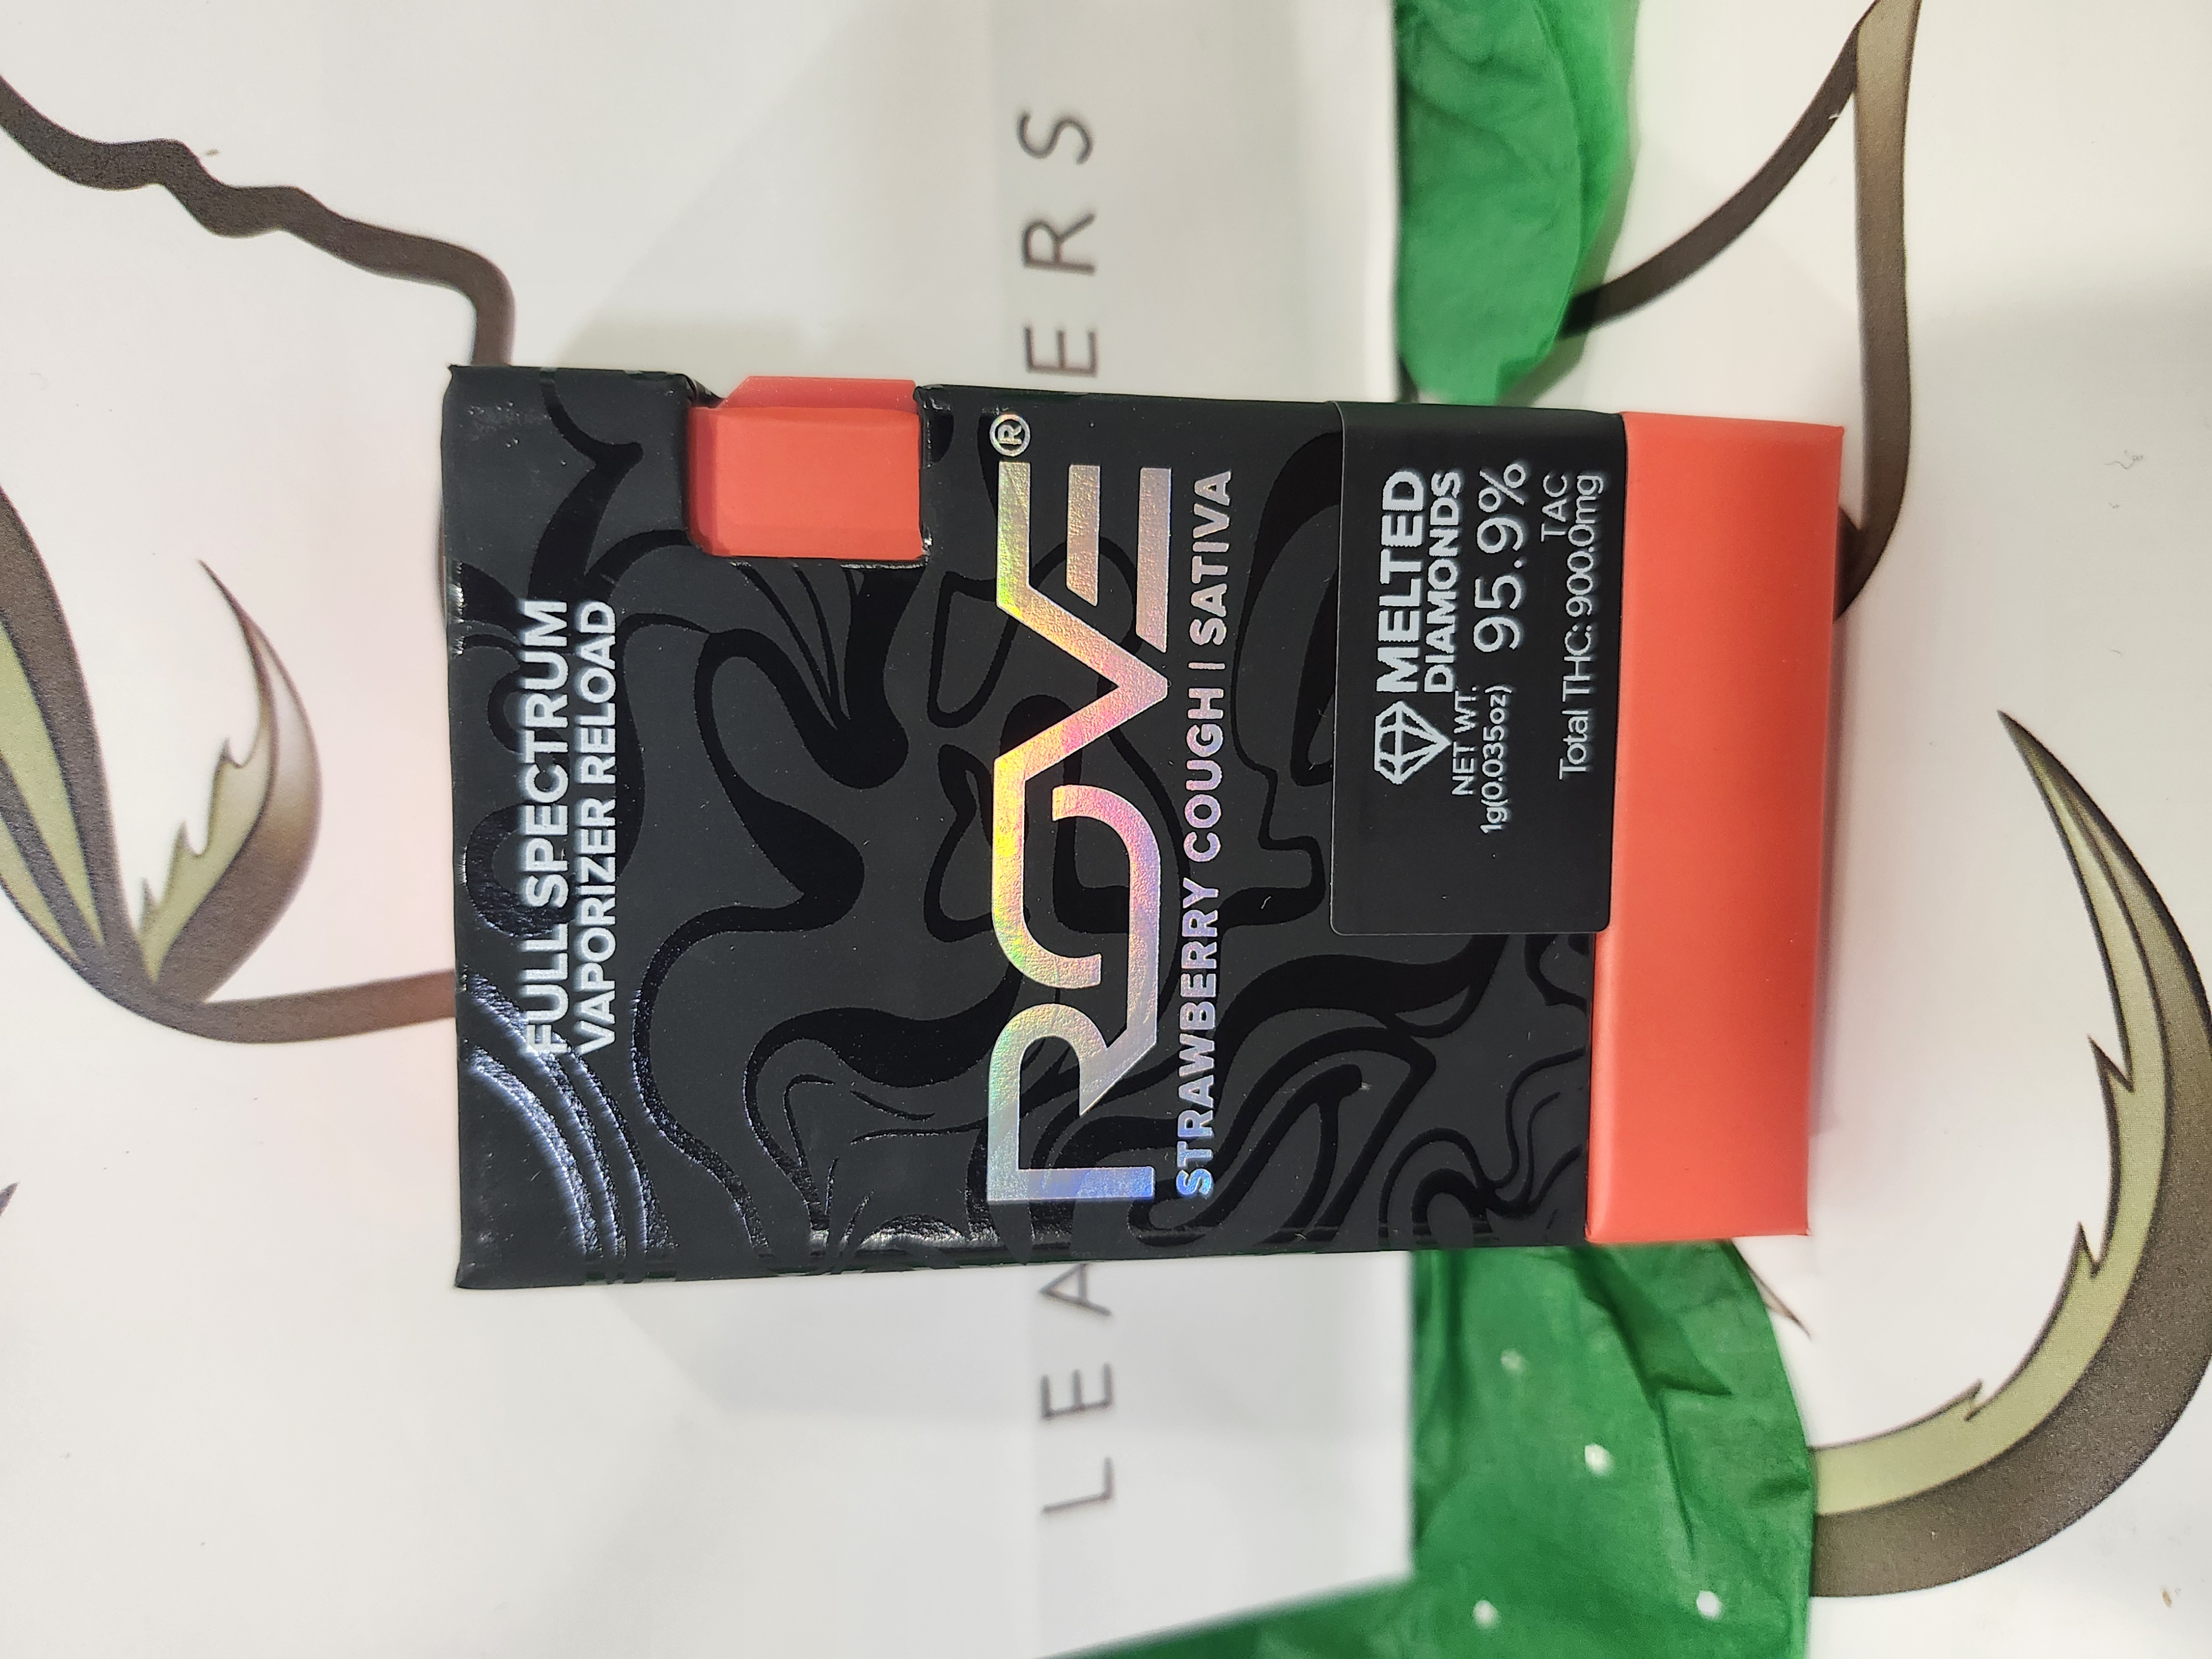 FULL SPECTRUM
VAPORIZER RELOAD
ROVE®
STRAWBERRY COUGH | SATIVA
MELTED
DIAMONDS
NET WT.
1g(0.035oz)
95.9%
TAC
Total THC: 900.0mg
LEA
ERS